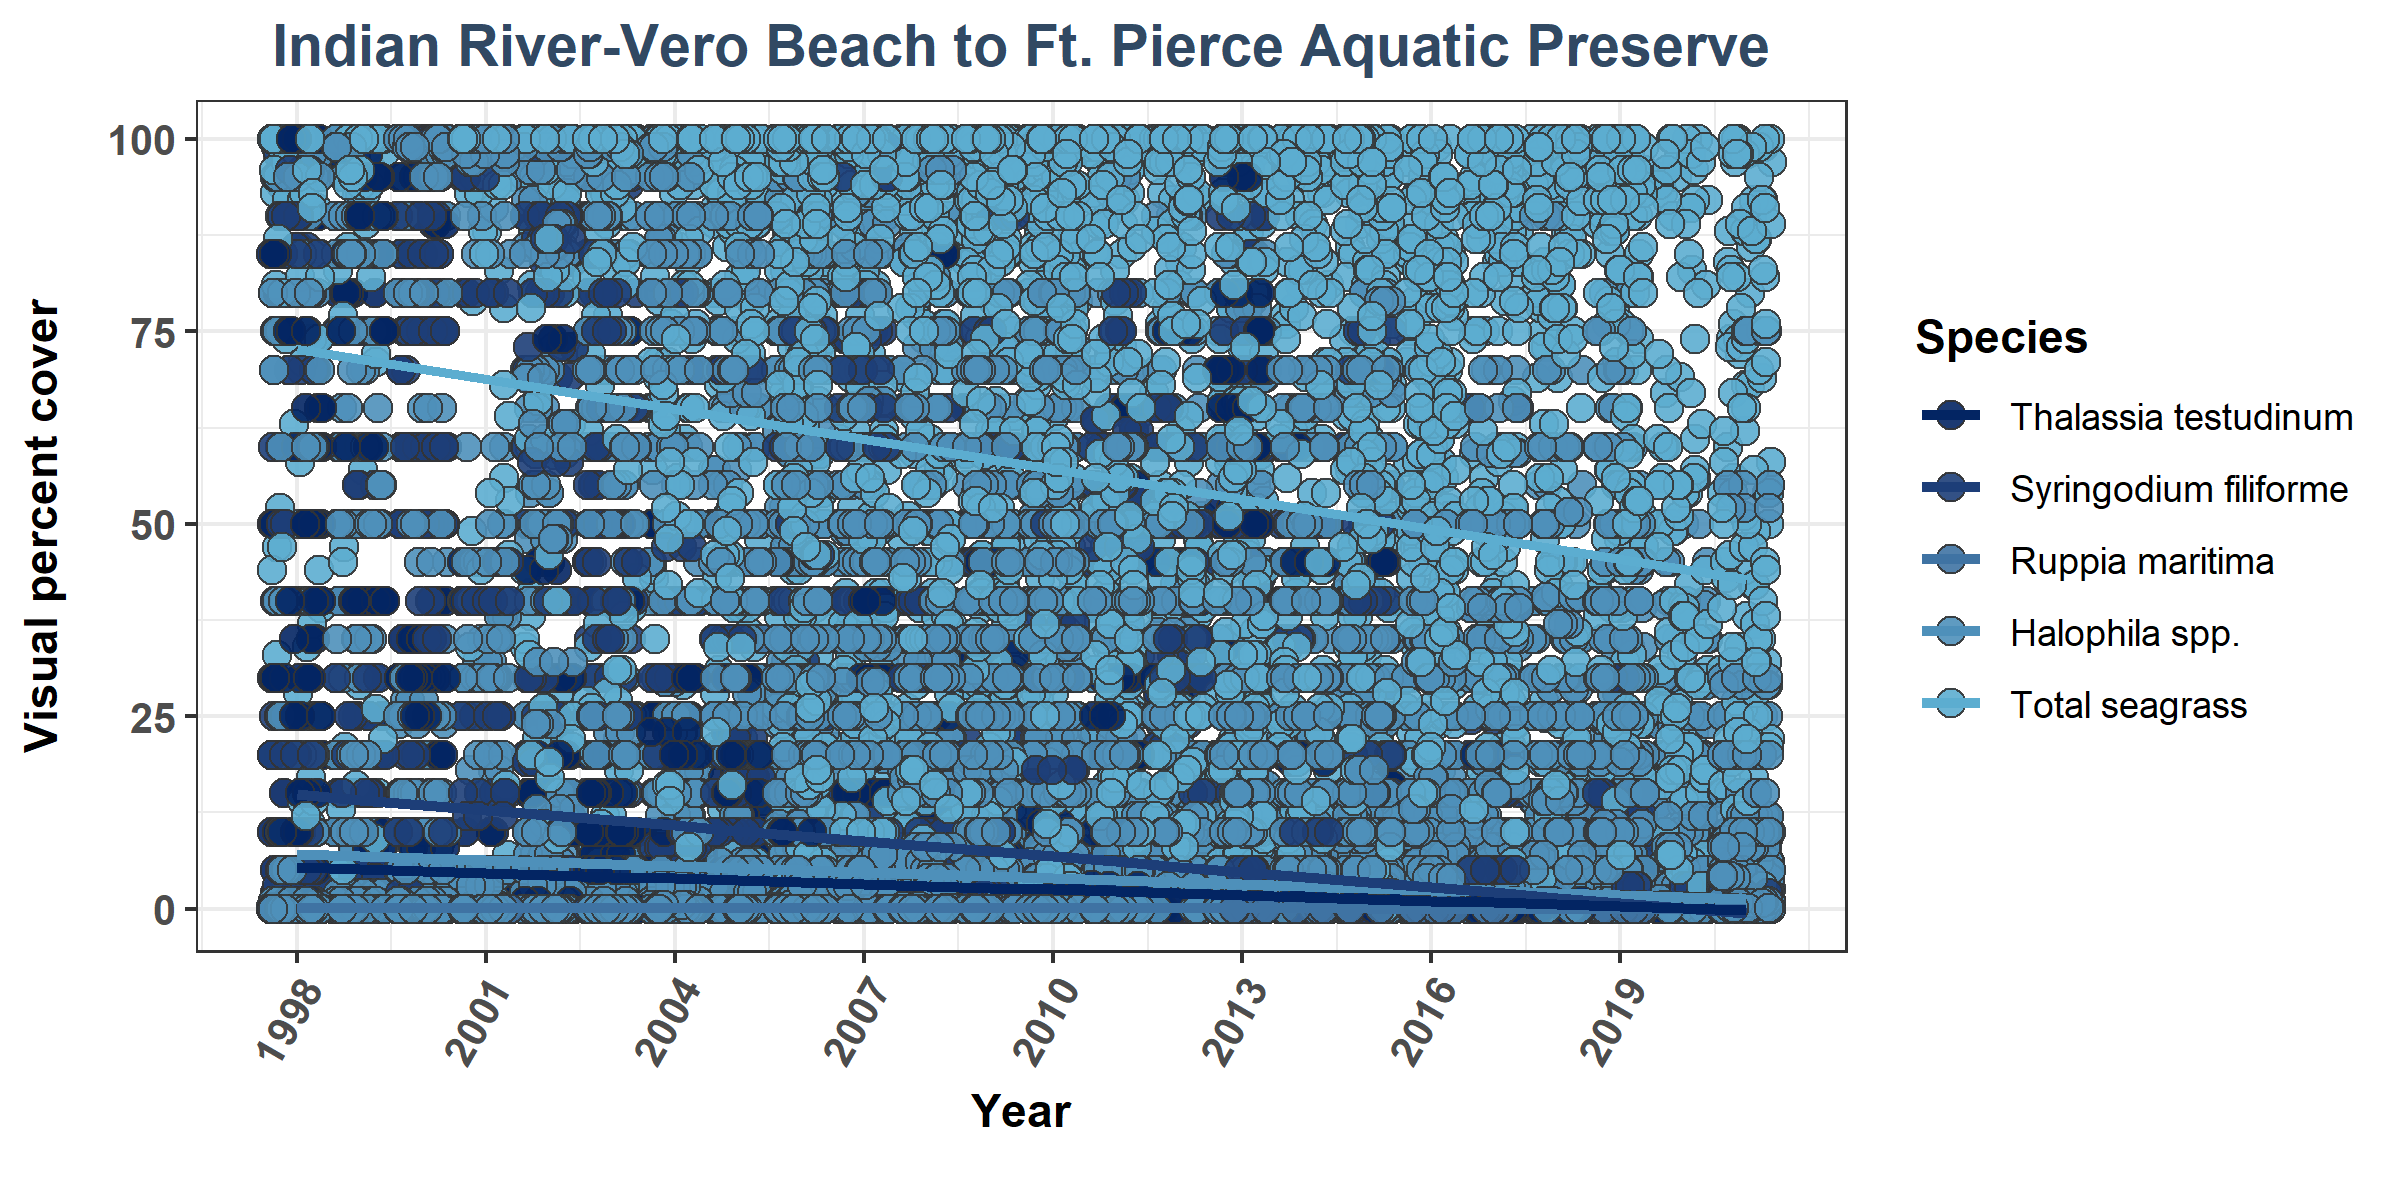 Indian River-Vero Beach to Ft. Pierce Aquatic Preserve
Visual percent cover
100
75
50
25
0
1998
2001
2004
2007
2010
2013
2016
2019
Year
Species
Thalassia testudinum
Syringodium filiforme
Ruppia maritima
Halophila spp.
Total seagrass